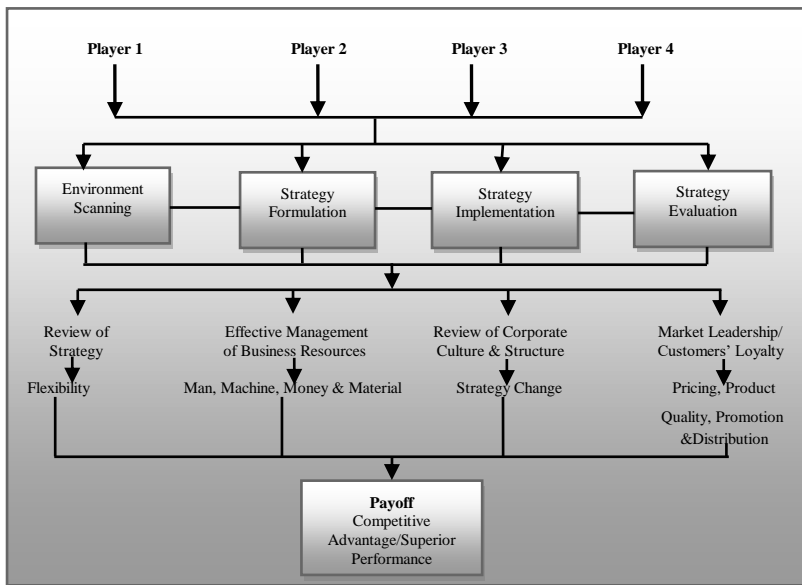 Player 1
Player 2
Player 3
Player 4
Environment
Scanning
Strategy
Formulation
Strategy
Implementation
Strategy
Evaluation
Review of
Strategy
Effective Management
of Business Resources
Review of Corporate
Culture & Structure
Market Leadership/
Customers' Loyalty
Flexibility
Man, Machine, Money & Material
Strategy Change
Pricing, Product
Quality, Promotion
&Distribution
Payoff
Competitive
Advantage/Superior
Performance